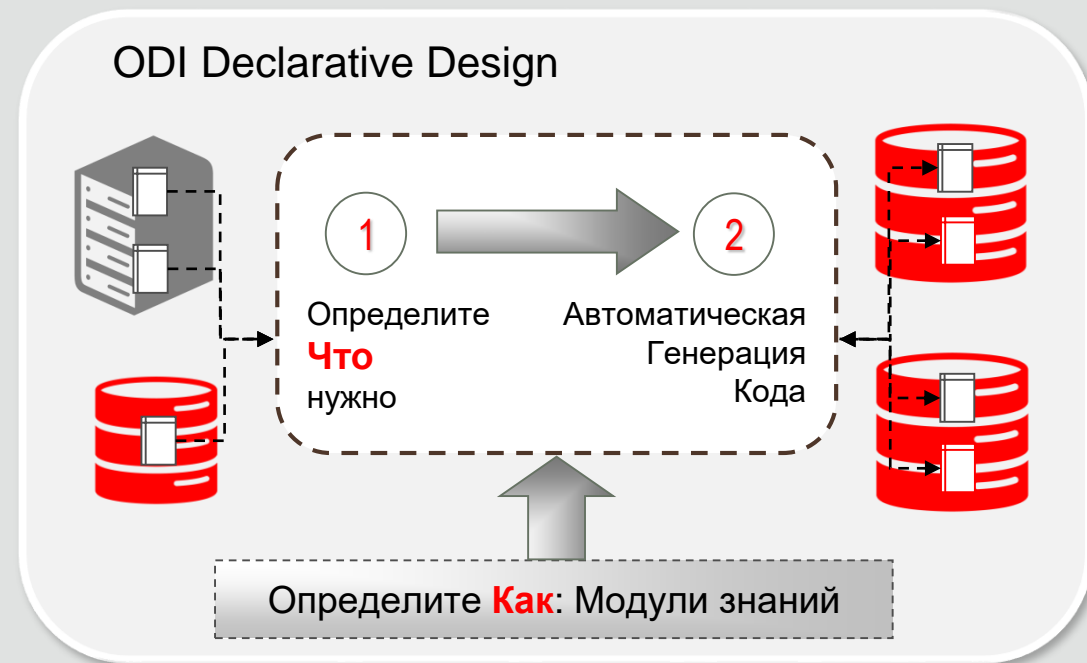 ODI Declarative Design
1
2
Определите
Что
нужно
Автоматическая
Генерация
Кода
Определите Как: Модули знаний